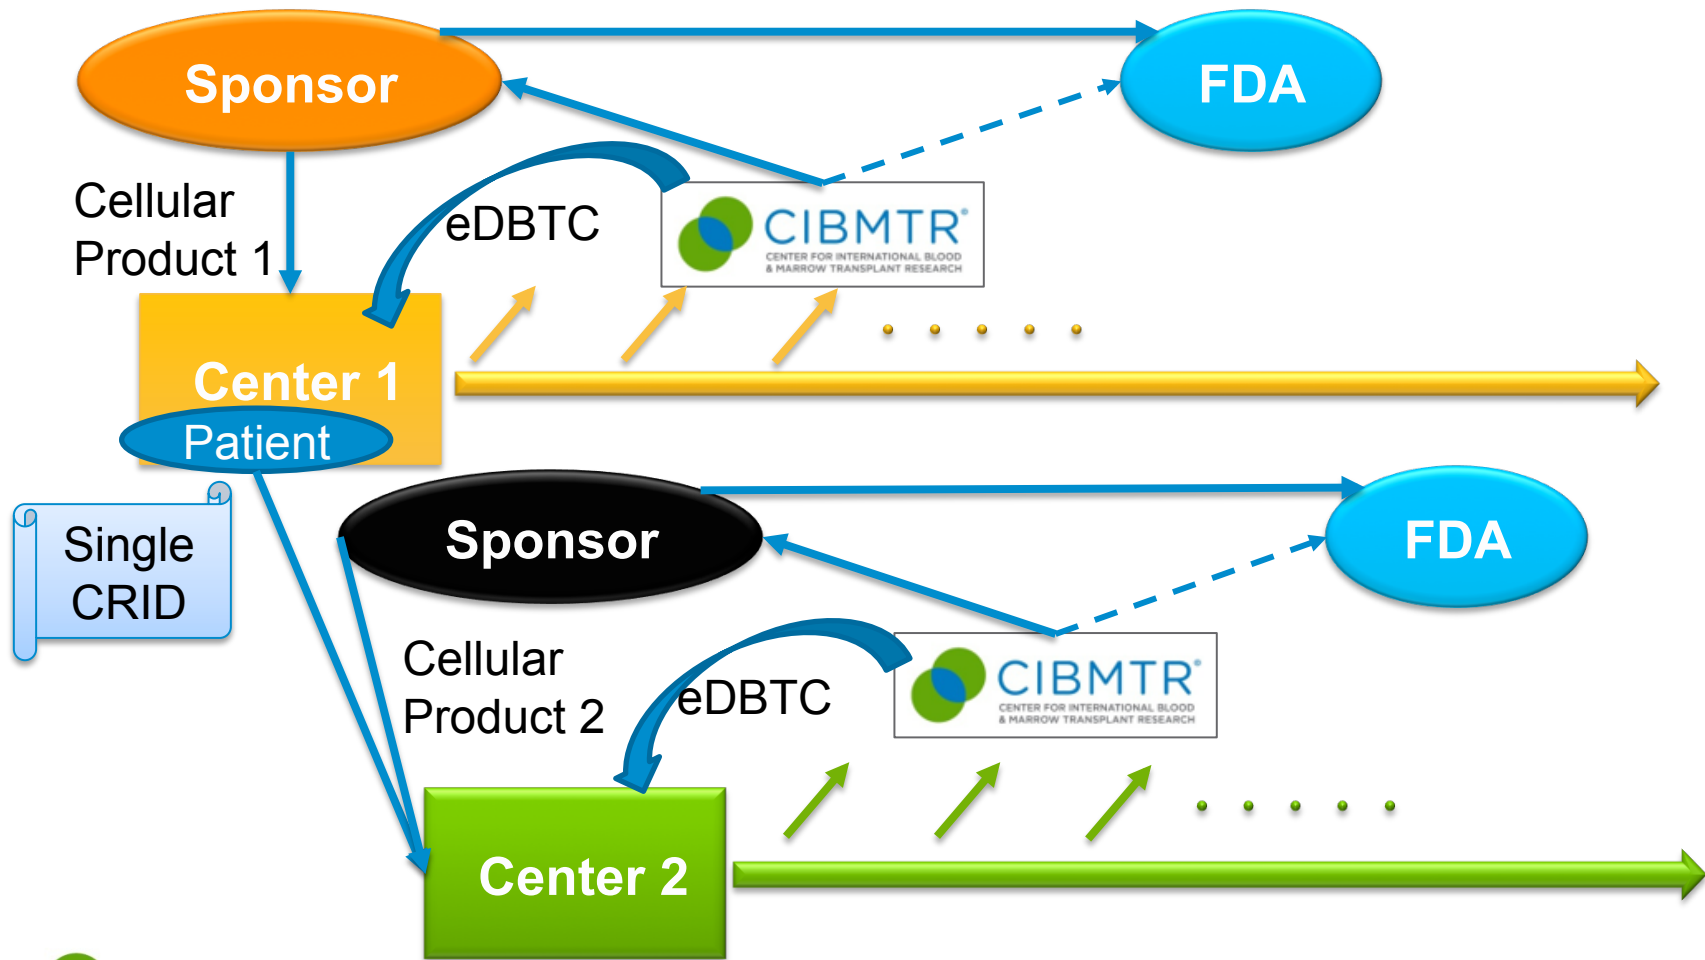 Sponsor
FDA
Cellular
Product 1
eDBTC
CIBMTR®
CENTER FOR INTERNATIONAL BLOOD
& MARROW TRANSPLANT RESEARCH
Center 1
Patient
Single
CRID
Sponsor
FDA
Cellular
Product 2
eDBTC
CIBMTR®
CENTER FOR INTERNATIONAL BLOOD
& MARROW TRANSPLANT RESEARCH
Center 2